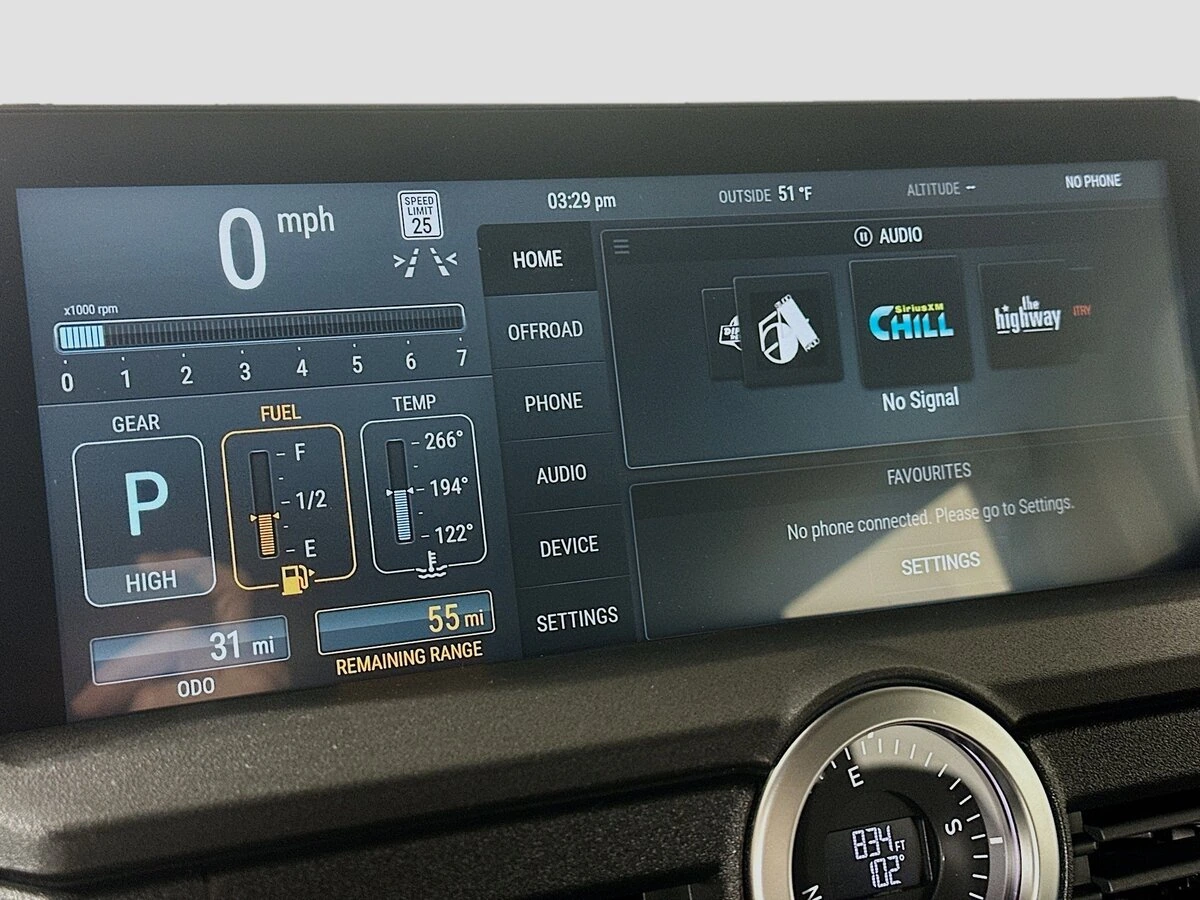 0 mph
SPEED
LIMIT
25
x1000 rpm
0 1 2 3 4 5 6 7
GEAR
P
HIGH
FUEL
F
1/2
E
TEMP
266°
194°
122°
31 mi
ODO
55 mi
REMAINING RANGE
03:29 pm
OUTSIDE 51 °F
ALTITUDE –
NO PHONE
HOME
OFFROAD
PHONE
AUDIO
DEVICE
SETTINGS
AUDIO
SiriusXM
CHILL
the
highway
No Signal
FAVOURITES
No phone connected. Please go to Settings.
SETTINGS
E
S
N
834 FT
102°